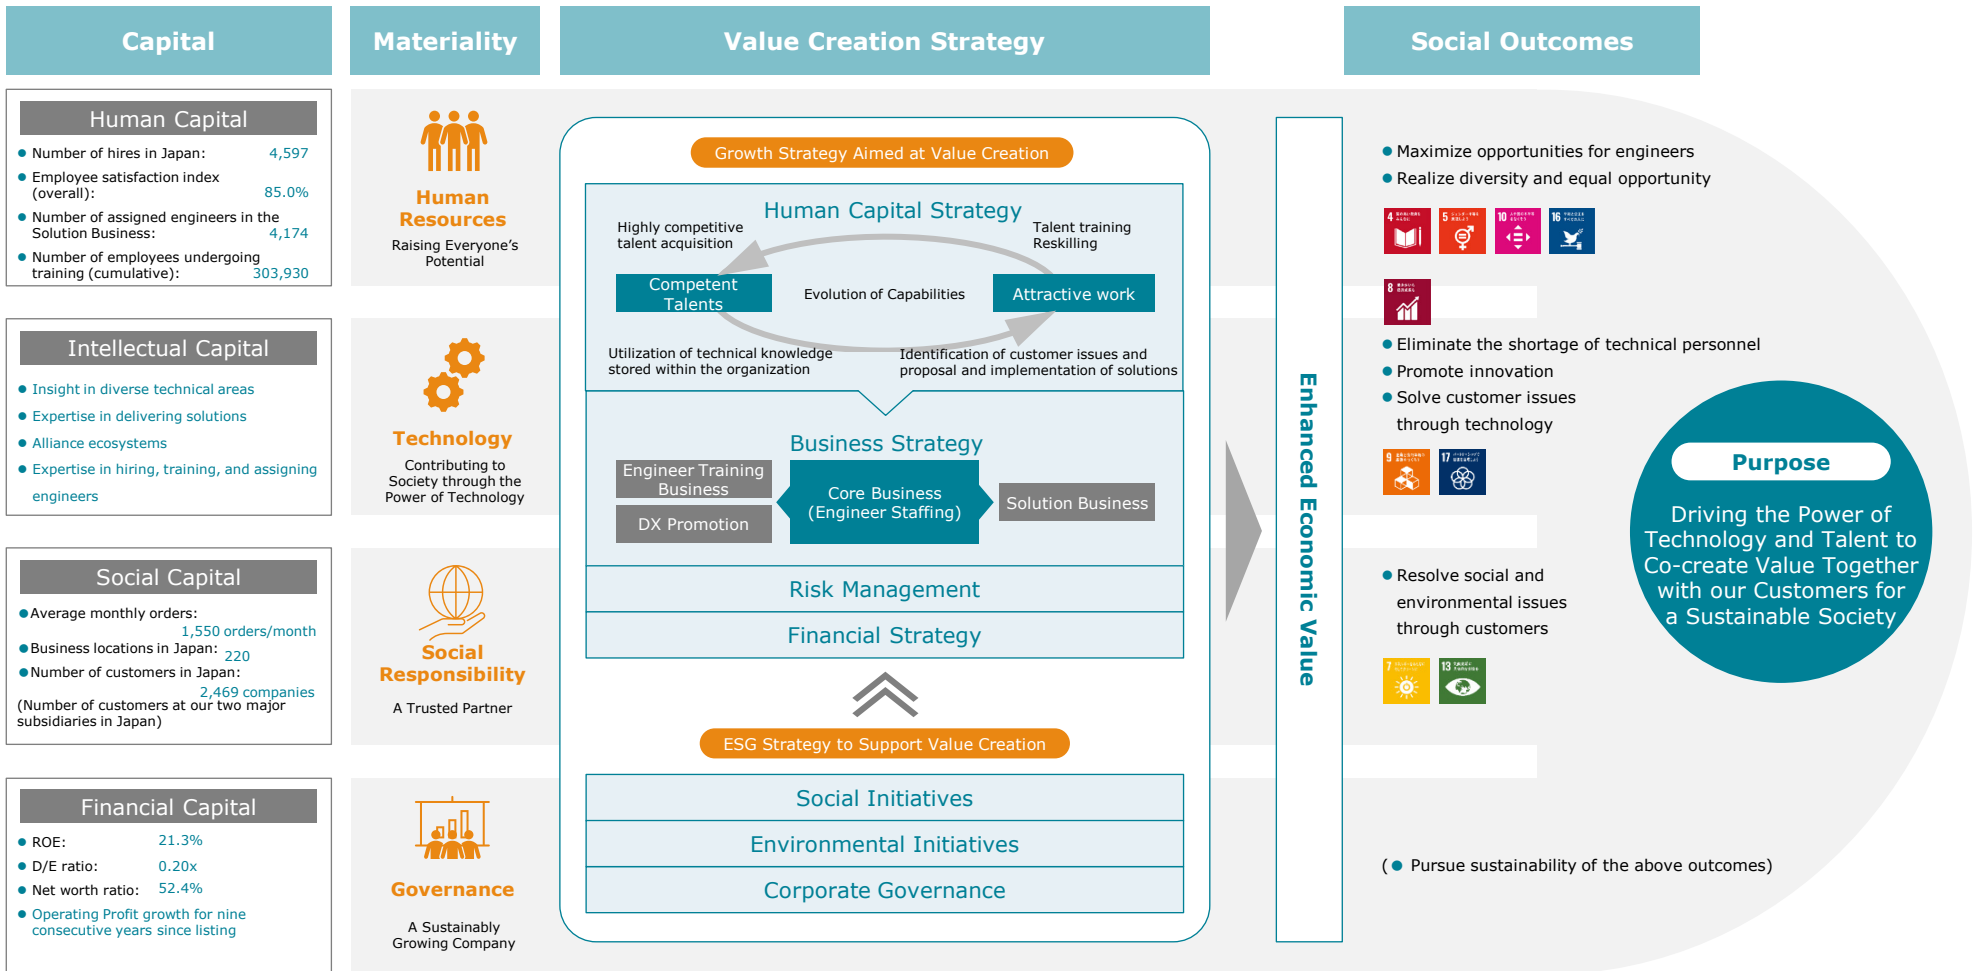 Capital
Materiality
Value Creation Strategy
Social Outcomes
Human Capital
Number of hires in Japan: 4,597
Employee satisfaction index
(overall): 85.0%
Number of assigned engineers in the
Solution Business: 4,174
Number of employees undergoing
training (cumulative): 303,930
Intellectual Capital
Insight in diverse technical areas
Expertise in delivering solutions
Alliance ecosystems
Expertise in hiring, training, and assigning
engineers
Social Capital
Average monthly orders:
1,550 orders/month
Business locations in Japan: 220
Number of customers in Japan:
2,469 companies
(Number of customers at our two major
subsidiaries in Japan)
Financial Capital
ROE: 21.3%
D/E ratio: 0.20x
Net worth ratio: 52.4%
Operating Profit growth for nine
consecutive years since listing
Human
Resources
Raising Everyone's
Potential
Technology
Contributing to
Society through the
Power of Technology
Social
Responsibility
A Trusted Partner
Governance
A Sustainably
Growing Company
Growth Strategy Aimed at Value Creation
Human Capital Strategy
Highly competitive
talent acquisition
Talent training
Reskilling
Competent
Talents
Evolution of Capabilities
Attractive work
Utilization of technical knowledge
stored within the organization
Identification of customer issues and
proposal and implementation of solutions
Business Strategy
Engineer Training
Business
DX Promotion
Core Business
(Engineer Staffing)
Solution Business
Risk Management
Financial Strategy
ESG Strategy to Support Value Creation
Social Initiatives
Environmental Initiatives
Corporate Governance
Enhanced Economic Value
Maximize opportunities for engineers
Realize diversity and equal opportunity
4
5
10
16
8
Eliminate the shortage of technical personnel
Promote innovation
Solve customer issues
through technology
9
17
Resolve social and
environmental issues
through customers
7
13
( Pursue sustainability of the above outcomes)
Purpose
Driving the Power of
Technology and Talent to
Co-create Value Together
with our Customers for
a Sustainable Society